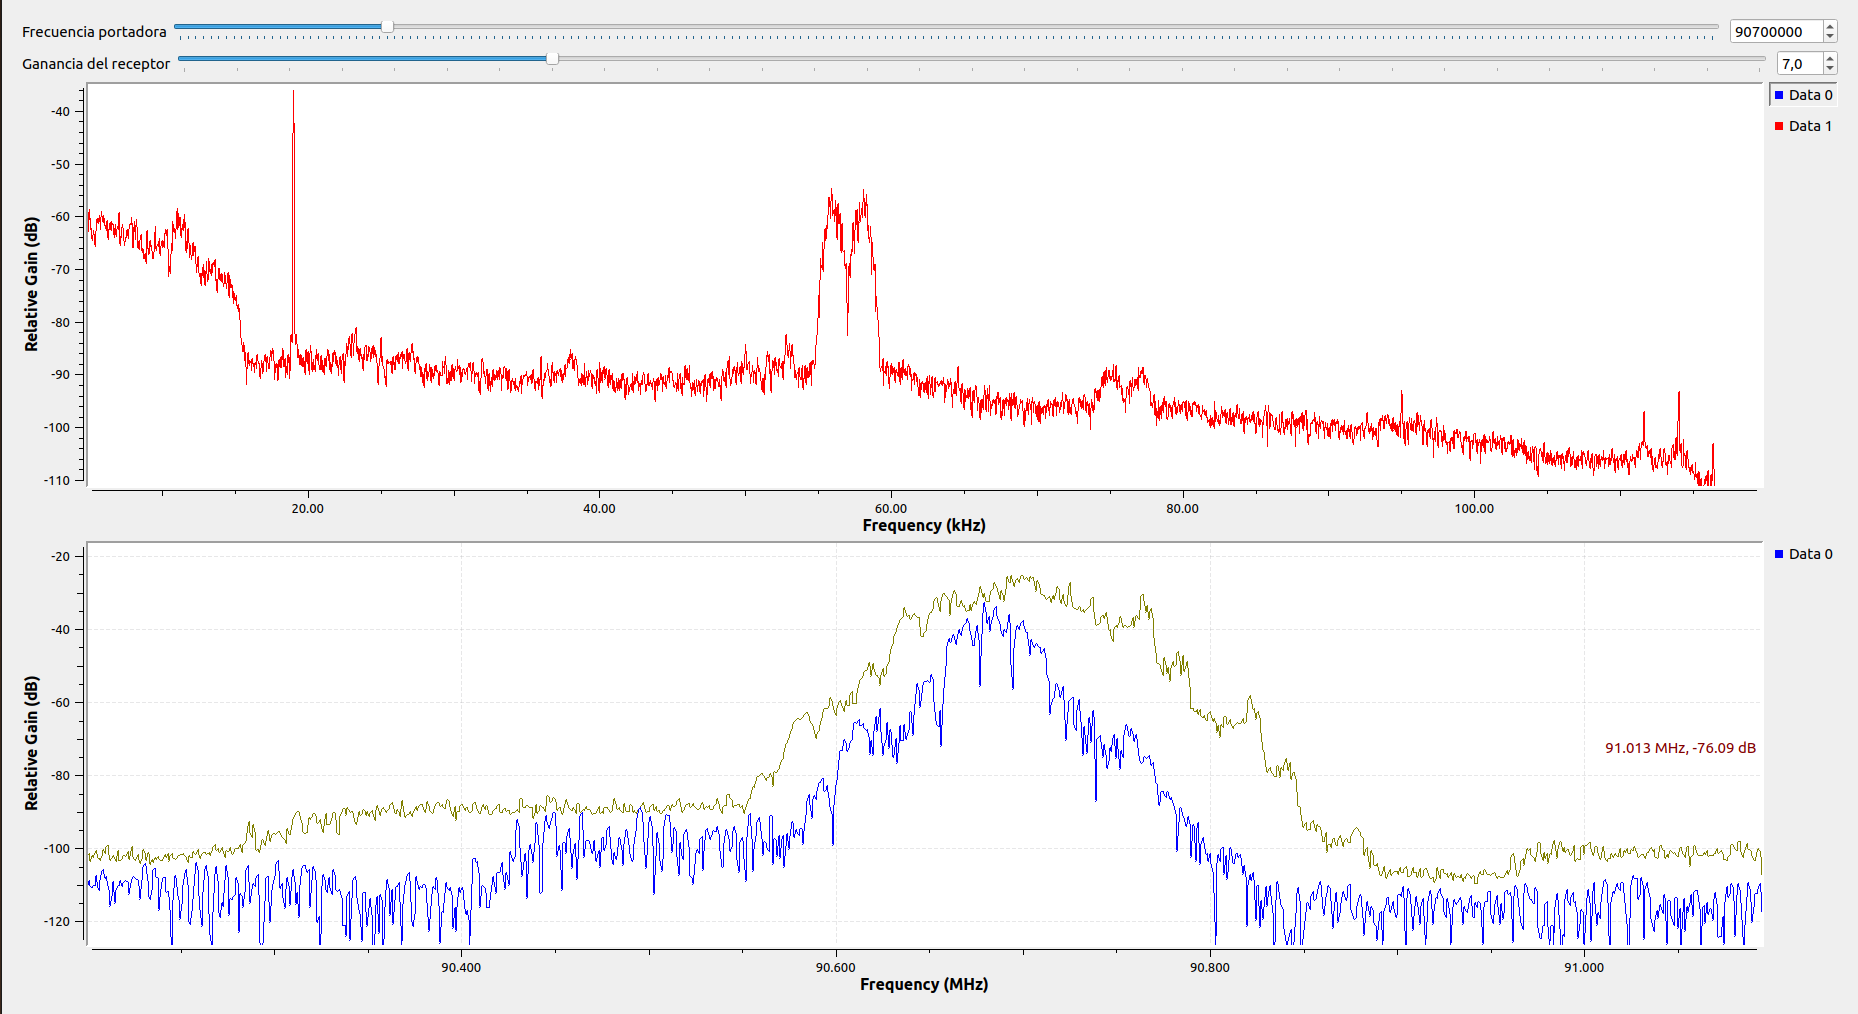 Frecuencia portadora
90700000
Ganancia del receptor
7,0
Relative Gain (dB)
-40
-50
-60
-70
-80
-90
-100
-110
20.00
40.00
60.00
80.00
100.00
Frequency (kHz)
Data 0
Data 1
Relative Gain (dB)
-20
-40
-60
-80
-100
-120
91.013 MHz, -76.09 dB
90.400
90.600
90.800
91.000
Frequency (MHz)
Data 0